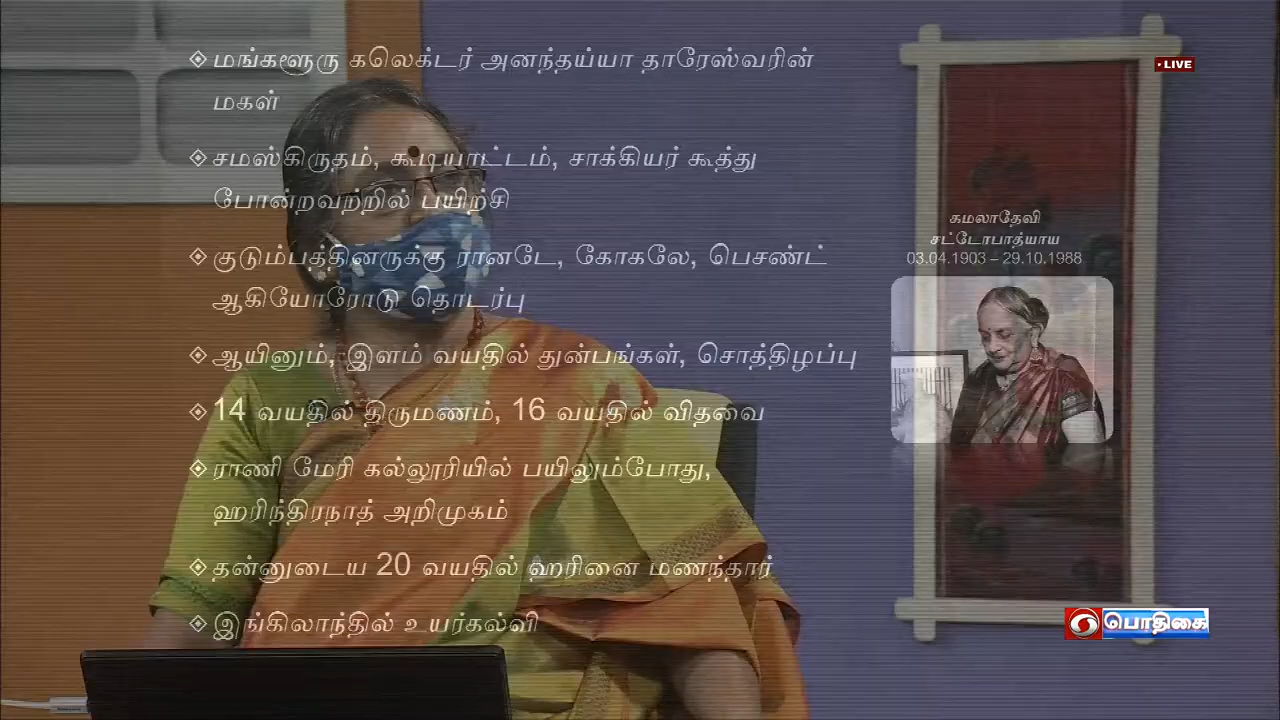 LIVE
◈ மங்களூரு கலெக்டர் அனந்தய்யா தாரேஸ்வரின்
மகள்
◈ சமஸ்கிருதம், கூடியாட்டம், சாக்கியர் கூத்து
போன்றவற்றில் பயிற்சி
◈ குடும்பத்தினருக்கு ரானடே, கோகலே, பெசண்ட்
ஆகியோரோடு தொடர்பு
◈ ஆயினும், இளம் வயதில் துன்பங்கள், சொத்திழப்பு
◈ 14 வயதில் திருமணம், 16 வயதில் விதவை
◈ ராணி மேரி கல்லூரியில் பயிலும்போது,
ஹரிந்திரநாத் அறிமுகம்
◈ தன்னுடைய 20 வயதில் ஹரினை மணந்தார்
◈ இங்கிலாந்தில் உயர்கல்வி
கமலாதேவி
சட்டோபாத்யாய
03.04.1903 – 29.10.1988
பொதிகை